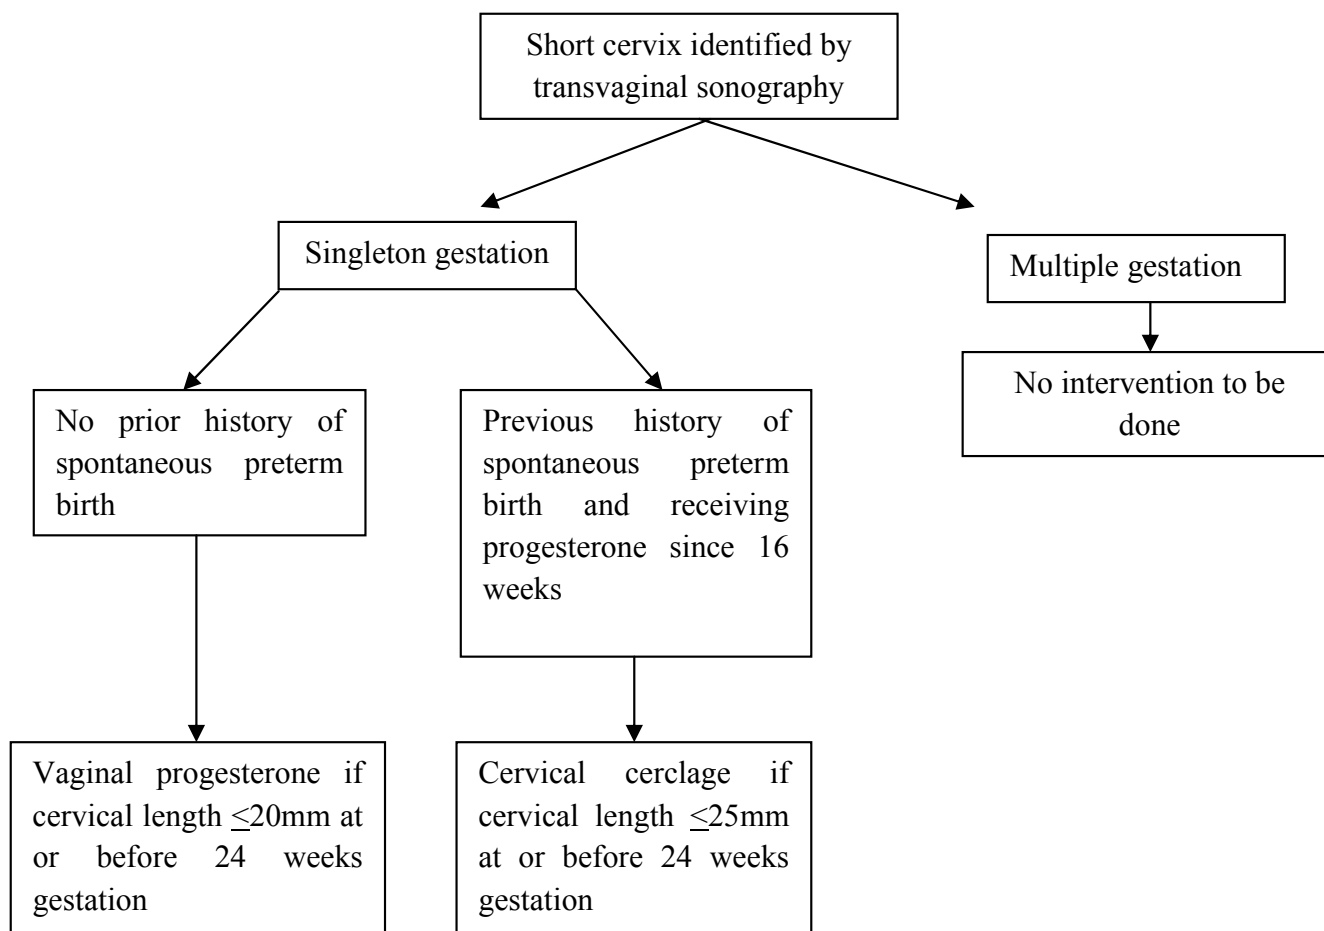 Short cervix identified by
transvaginal sonography
Singleton gestation
Multiple gestation
No intervention to be
done
No prior history of
spontaneous preterm
birth
Previous history of
spontaneous preterm
birth and receiving
progesterone since 16
weeks
Vaginal progesterone if
cervical length ≤20mm at
or before 24 weeks
gestation
Cervical cerclage if
cervical length ≤25mm
at or before 24 weeks
gestation